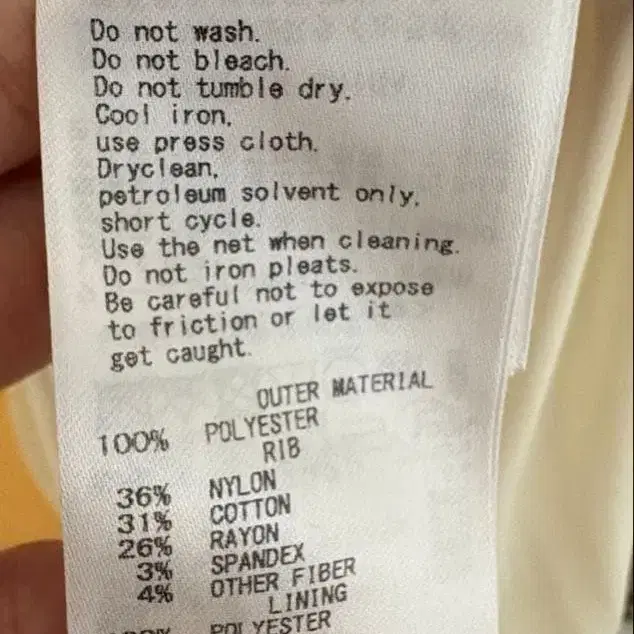 Do not wash.
Do not bleach.
Do not tumble dry.
Cool iron,
use press cloth.
Dryclean,
petroleum solvent only,
short cycle.
Use the net when cleaning.
Do not iron pleats.
Be careful not to expose
to friction or let it
get caught.
OUTER MATERIAL
100% POLYESTER
RIB
36% NYLON
31% COTTON
26% RAYON
3% SPANDEX
4% OTHER FIBER
LINING
POLYESTER